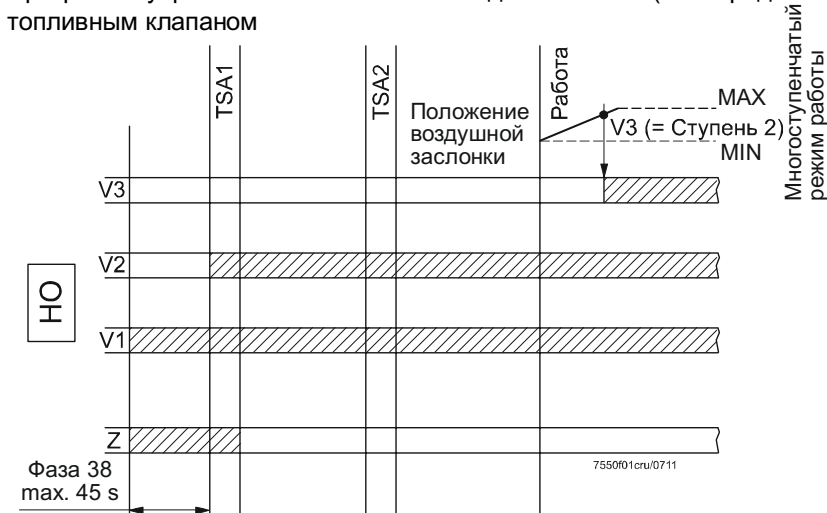 топливным клапаном
TSA1
TSA2
Положение
воздушной
заслонки
Работа
MAX
V3 (= Ступень 2)
MIN
Многоступенчатый
режим работы
V3
V2
HO
V1
Z
7550f01cru/0711
Фаза 38
max. 45 s